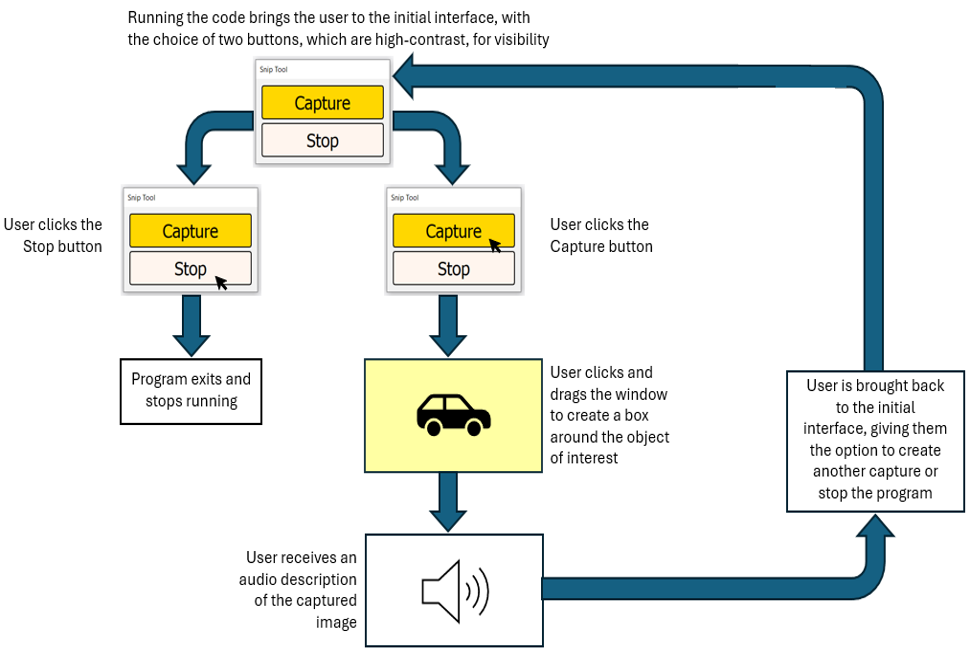 Running the code brings the user to the initial interface, with
the choice of two buttons, which are high-contrast, for visibility
Snip Tool
Capture
Stop
User clicks the
Stop button
Snip Tool
Capture
Stop
Snip Tool
Capture
Stop
User clicks the
Capture button
Program exits and
stops running
User clicks and
drags the window
to create a box
around the object
of interest
User receives an
audio description
of the captured
image
User is brought back
to the initial
interface, giving them
the option to create
another capture or
stop the program